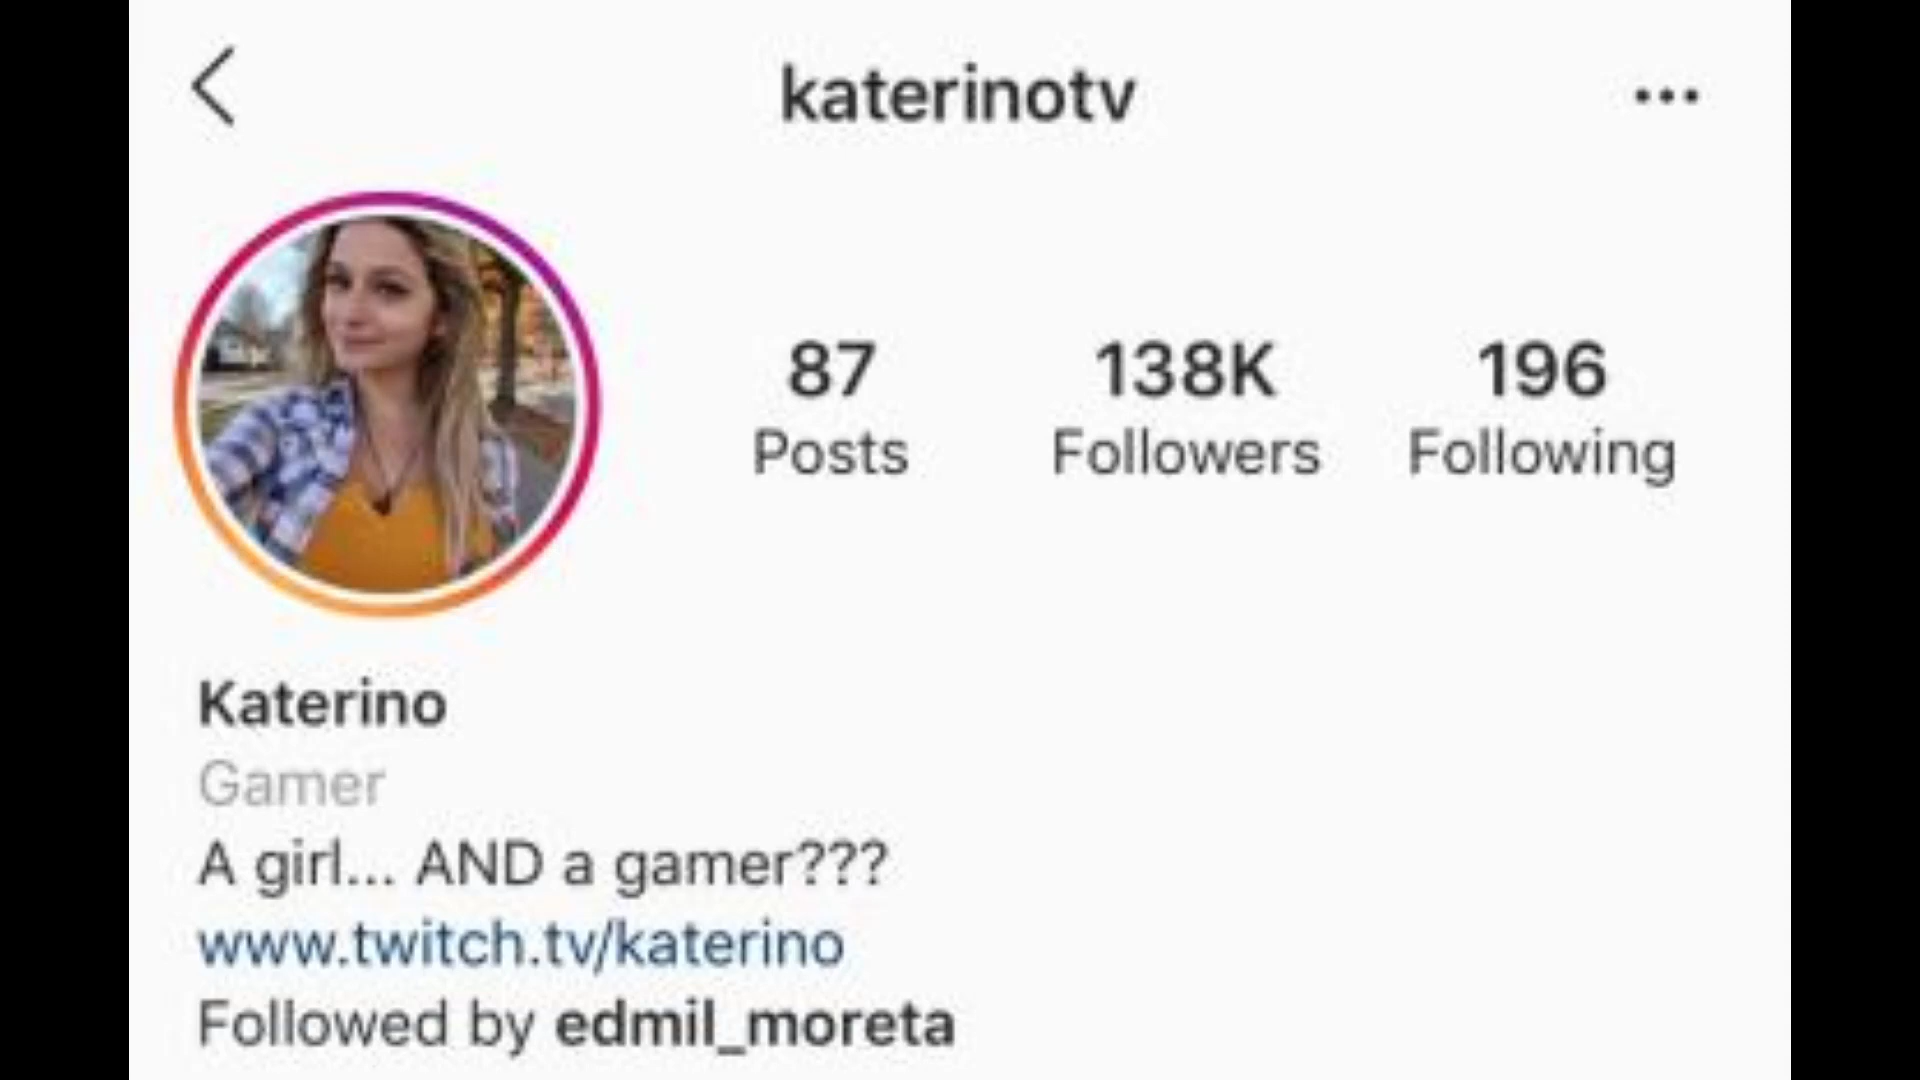 katerinotv
87 138K 196
Posts Followers Following
Katerino
Gamer
A girl... AND a gamer???
www.twitch.tv/katerino
Followed by edmil_moreta